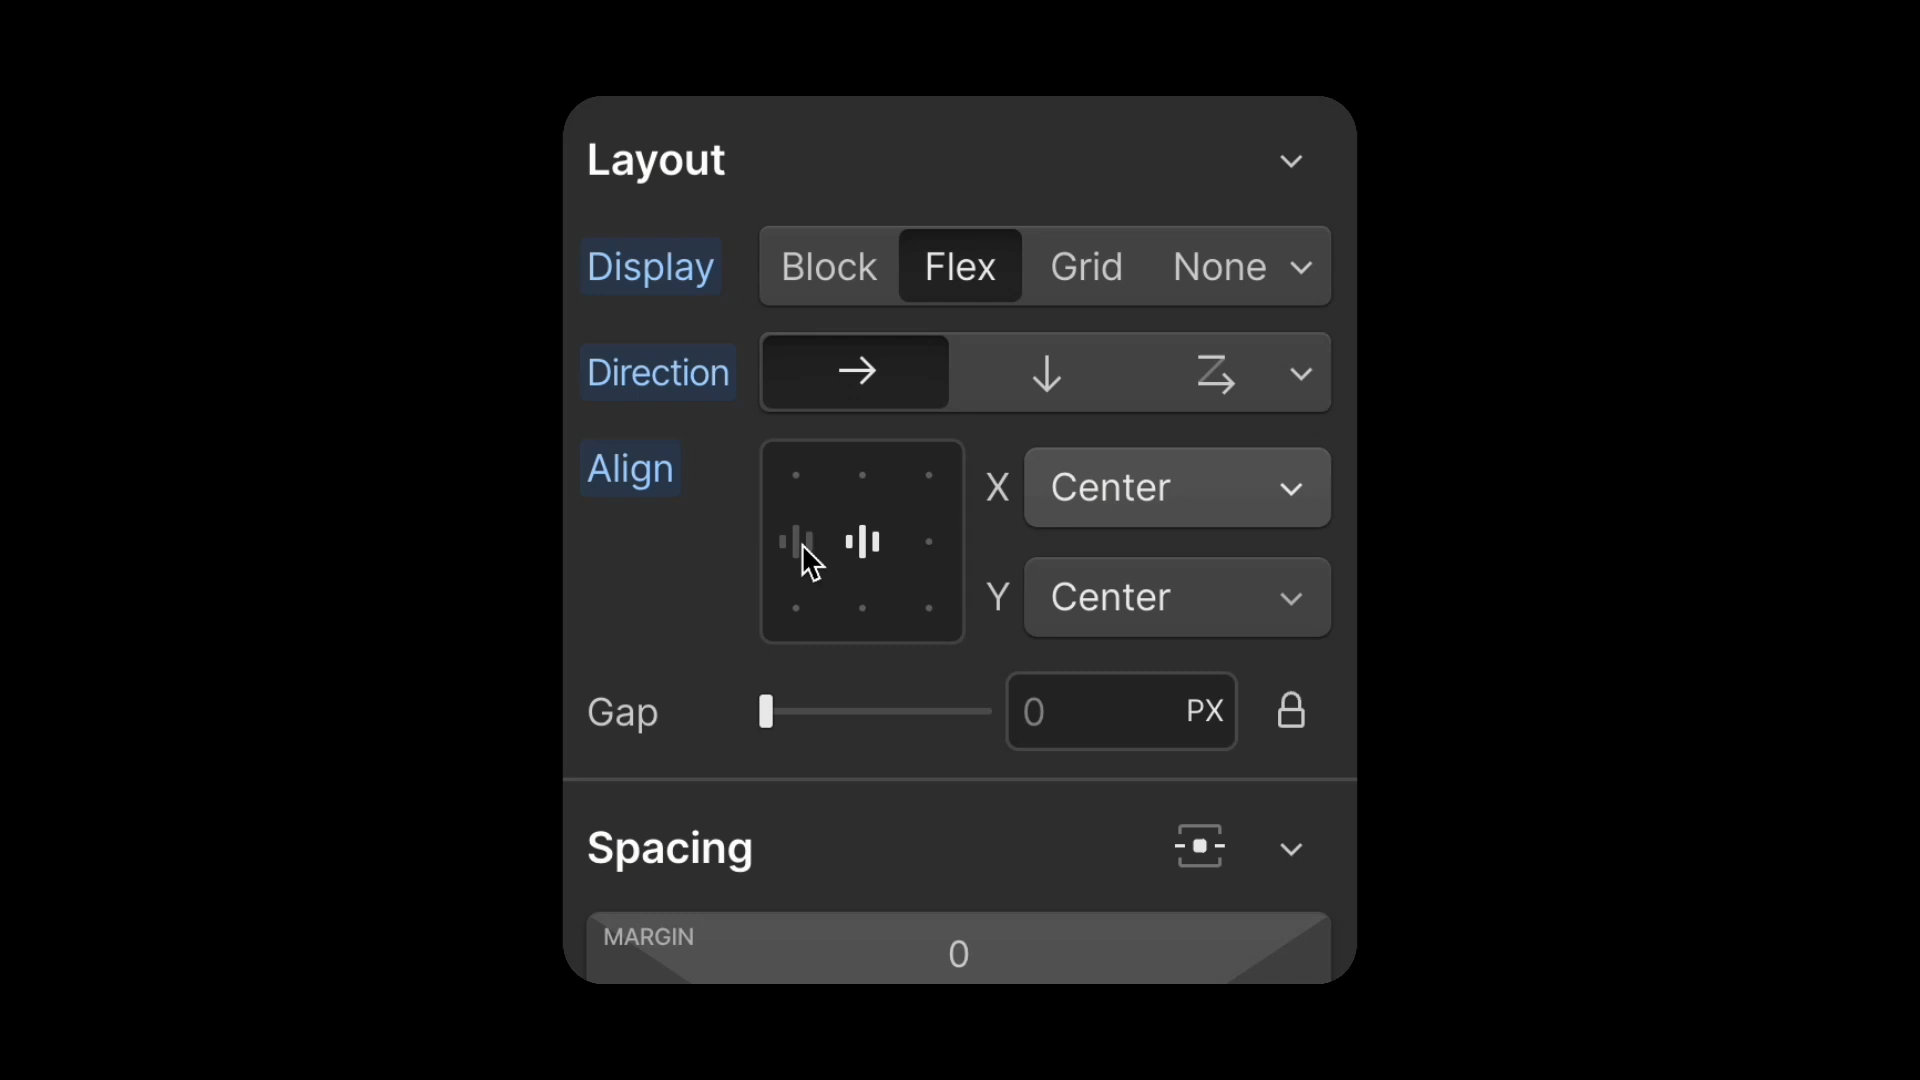 Layout
Display Block Flex Grid None
Direction
Align X Center
Y Center
Gap 0 PX
Spacing
MARGIN 0